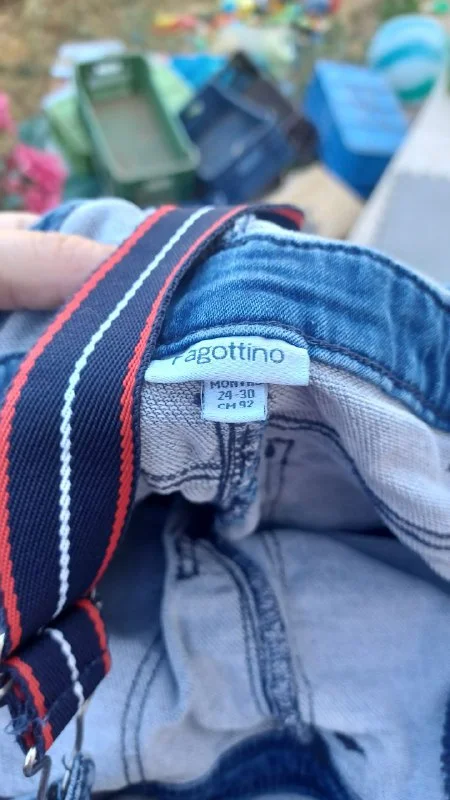 Fagottino
MONTHS
24-30
CM 92